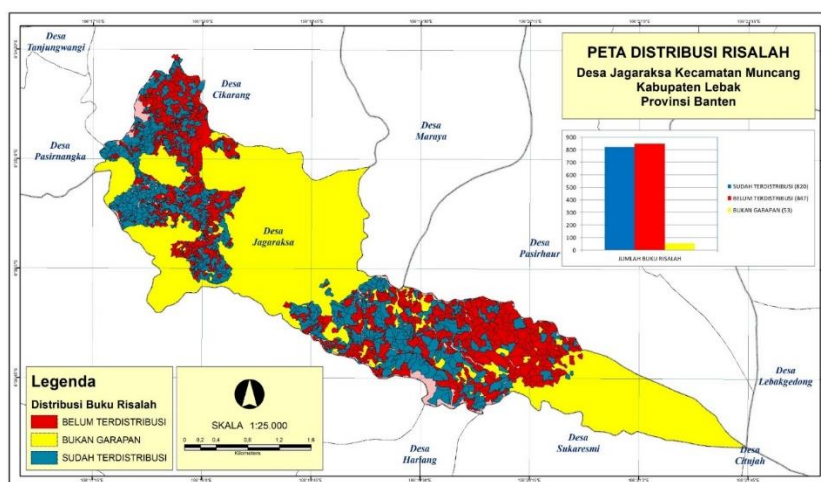 PETA DISTRIBUSI RISALAH
Desa Jagaraksa Kecamatan Muncang
Kabupaten Lebak
Provinsi Banten
Desa
Tanjungwangi
Desa
Cikarang
Desa
Pasirnangka
Desa
Maraya
Desa
Jagaraksa
Desa
Pasirhaur
Desa
Lebakgedong
Desa
Hariang
Desa
Sukaresmi
Desa
Citujah
900
800
700
600
500
400
300
200
100
0
JUMLAH BUKU RISALAH
SUDAH TERDISTRIBUSI (820)
BELUM TERDISTRIBUSI (847)
BUKAN GARAPAN (53)
Legenda
Distribusi Buku Risalah
BELUM TERDISTRIBUSI
BUKAN GARAPAN
SUDAH TERDISTRIBUSI
SKALA 1:25.000
0 0,2 0,4 0,8 1,2 1,6
Kilometers